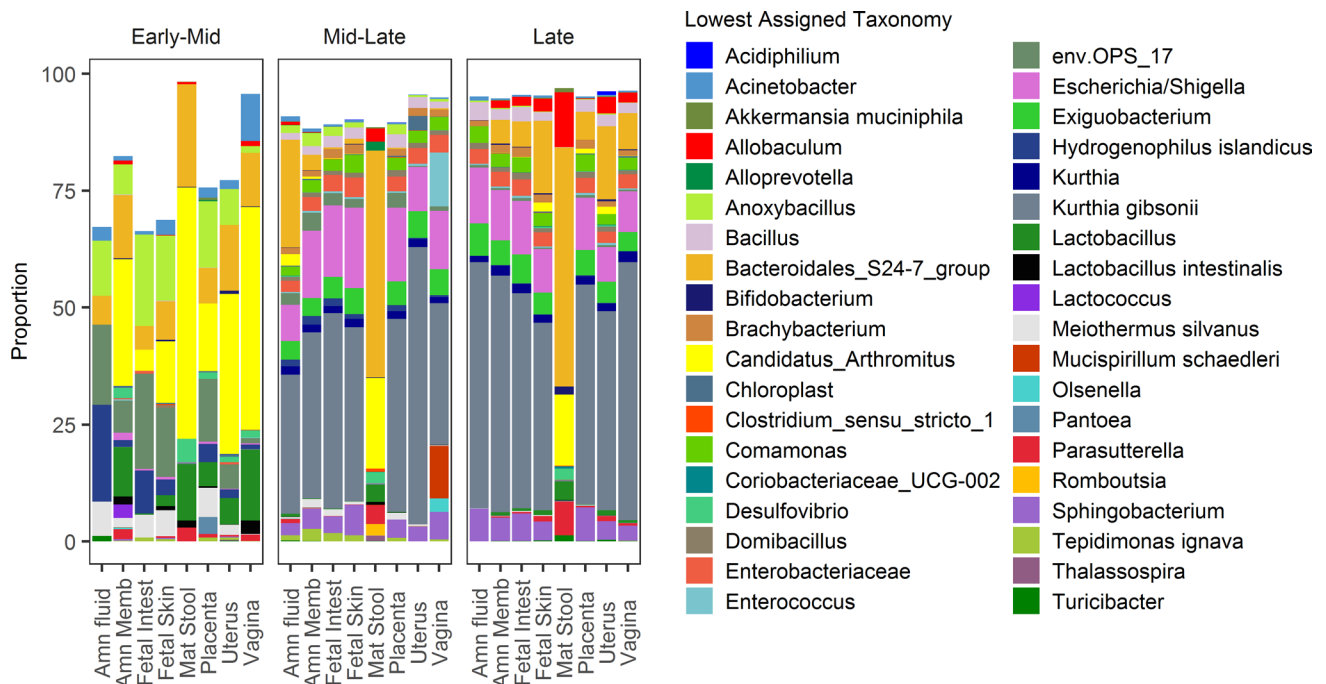 Early-Mid
Mid-Late
Late
Proportion
100
75
50
25
0
Amn fluid
Amn Memb
Fetal Intest
Fetal Skin
Mat Stool
Placenta
Uterus
Vagina
Amn fluid
Amn Memb
Fetal Intest
Fetal Skin
Mat Stool
Placenta
Uterus
Vagina
Amn fluid
Amn Memb
Fetal Intest
Fetal Skin
Mat Stool
Placenta
Uterus
Vagina
Lowest Assigned Taxonomy
Acidiphilium
Acinetobacter
Akkermansia muciniphila
Allobaculum
Alloprevotella
Anoxybacillus
Bacillus
Bacteroidales_S24-7_group
Bifidobacterium
Brachybacterium
Candidatus_Arthromitus
Chloroplast
Clostridium_sensu_stricto_1
Comamonas
Coriobacteriaceae_UCG-002
Desulfovibrio
Domibacillus
Enterobacteriaceae
Enterococcus
env.OPS_17
Escherichia/Shigella
Exiguobacterium
Hydrogenophilus islandicus
Kurthia
Kurthia gibsonii
Lactobacillus
Lactobacillus intestinalis
Lactococcus
Meiothermus silvanus
Mucispirillum schaedleri
Olsenella
Pantoea
Parasutterella
Romboutsia
Sphingobacterium
Tepidimonas ignava
Thalassospira
Turicibacter